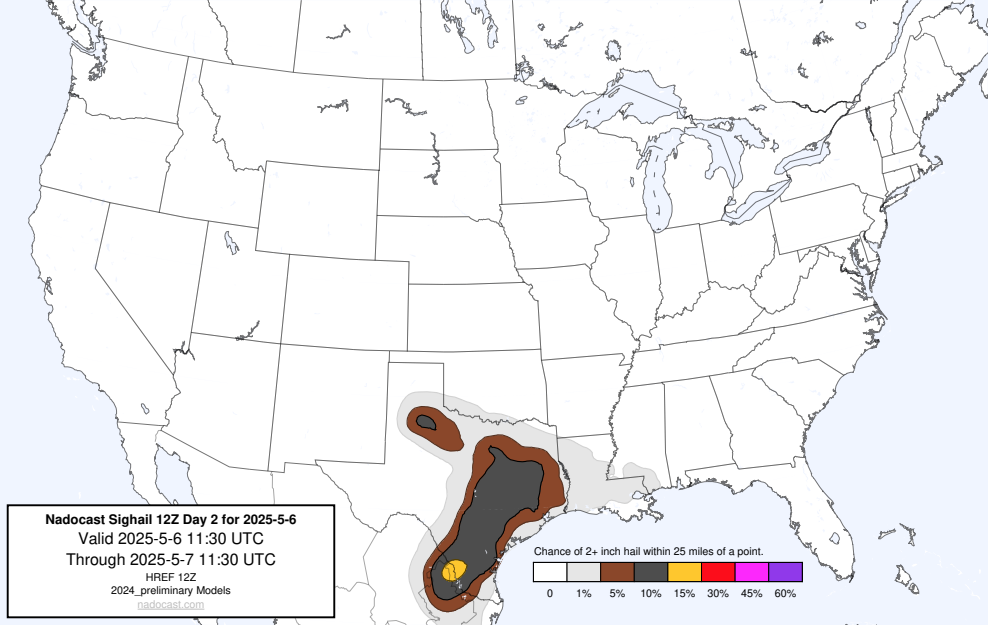 Nadocast Sighail 12Z Day 2 for 2025-5-6
Valid 2025-5-6 11:30 UTC
Through 2025-5-7 11:30 UTC
HREF 12Z
2024_preliminary Models
nadocast.com
Chance of 2+ inch hail within 25 miles of a point.
0 1% 5% 10% 15% 30% 45% 60%